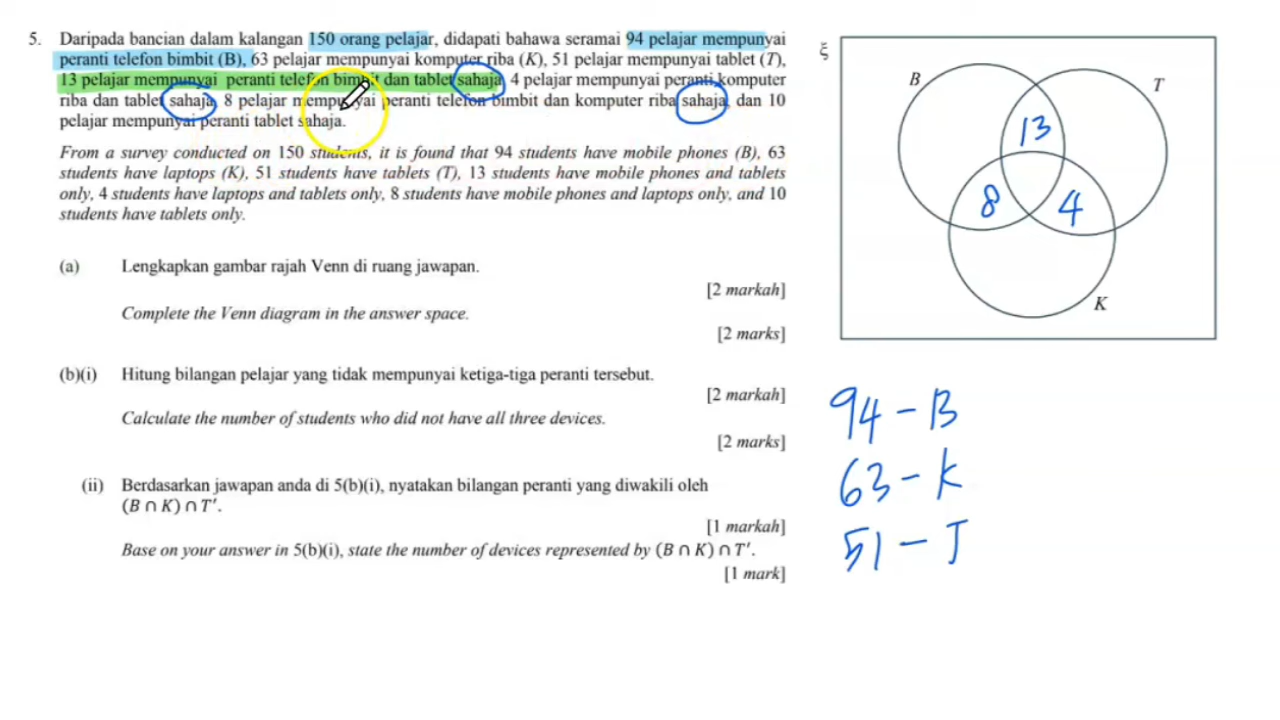 5. Daripada bancian dalam kalangan 150 orang pelajar, didapati bahawa seramai 94 pelajar mempunyai
peranti telefon bimbit (B), 63 pelajar mempunyai komputer riba (K), 51 pelajar mempunyai tablet (T),
13 pelajar mempunyai peranti telefon bimbit dan tablet sahaja, 4 pelajar mempunyai peranti komputer
riba dan tablet sahaja, 8 pelajar mempunyai peranti telefon bimbit dan komputer riba sahaja, dan 10
pelajar mempunyai peranti tablet sahaja.
From a survey conducted on 150 students, it is found that 94 students have mobile phones (B), 63
students have laptops (K), 51 students have tablets (T), 13 students have mobile phones and tablets
only, 4 students have laptops and tablets only, 8 students have mobile phones and laptops only, and 10
students have tablets only.
(a) Lengkapkan gambar rajah Venn di ruang jawapan.
[2 markah]
Complete the Venn diagram in the answer space.
[2 marks]
(b)(i) Hitung bilangan pelajar yang tidak mempunyai ketiga-tiga peranti tersebut.
[2 markah]
Calculate the number of students who did not have all three devices.
[2 marks]
(ii) Berdasarkan jawapan anda di 5(b)(i), nyatakan bilangan peranti yang diwakili oleh
(B ∩ K) ∩ T'.
[1 markah]
Base on your answer in 5(b)(i), state the number of devices represented by (B ∩ K) ∩ T'.
[1 mark]
ξ
B
T
13
8
4
K
94 - B
63 - K
51 - T